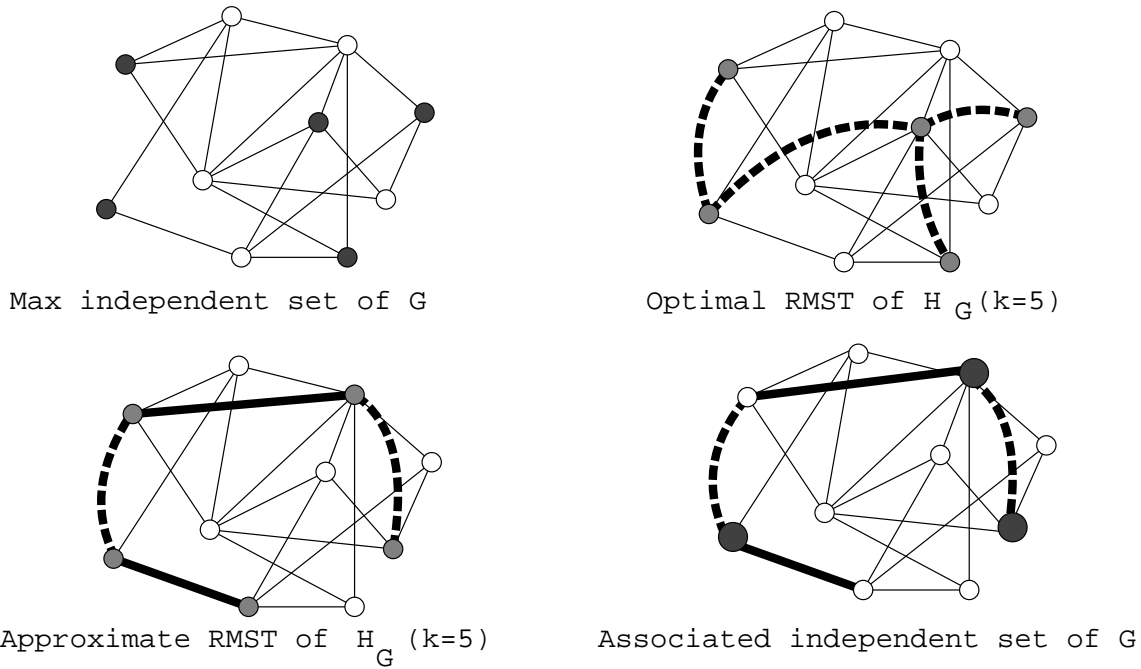 Max independent set of G
Optimal RMST of H G (k=5)
Approximate RMST of H G (k=5)
Associated independent set of G